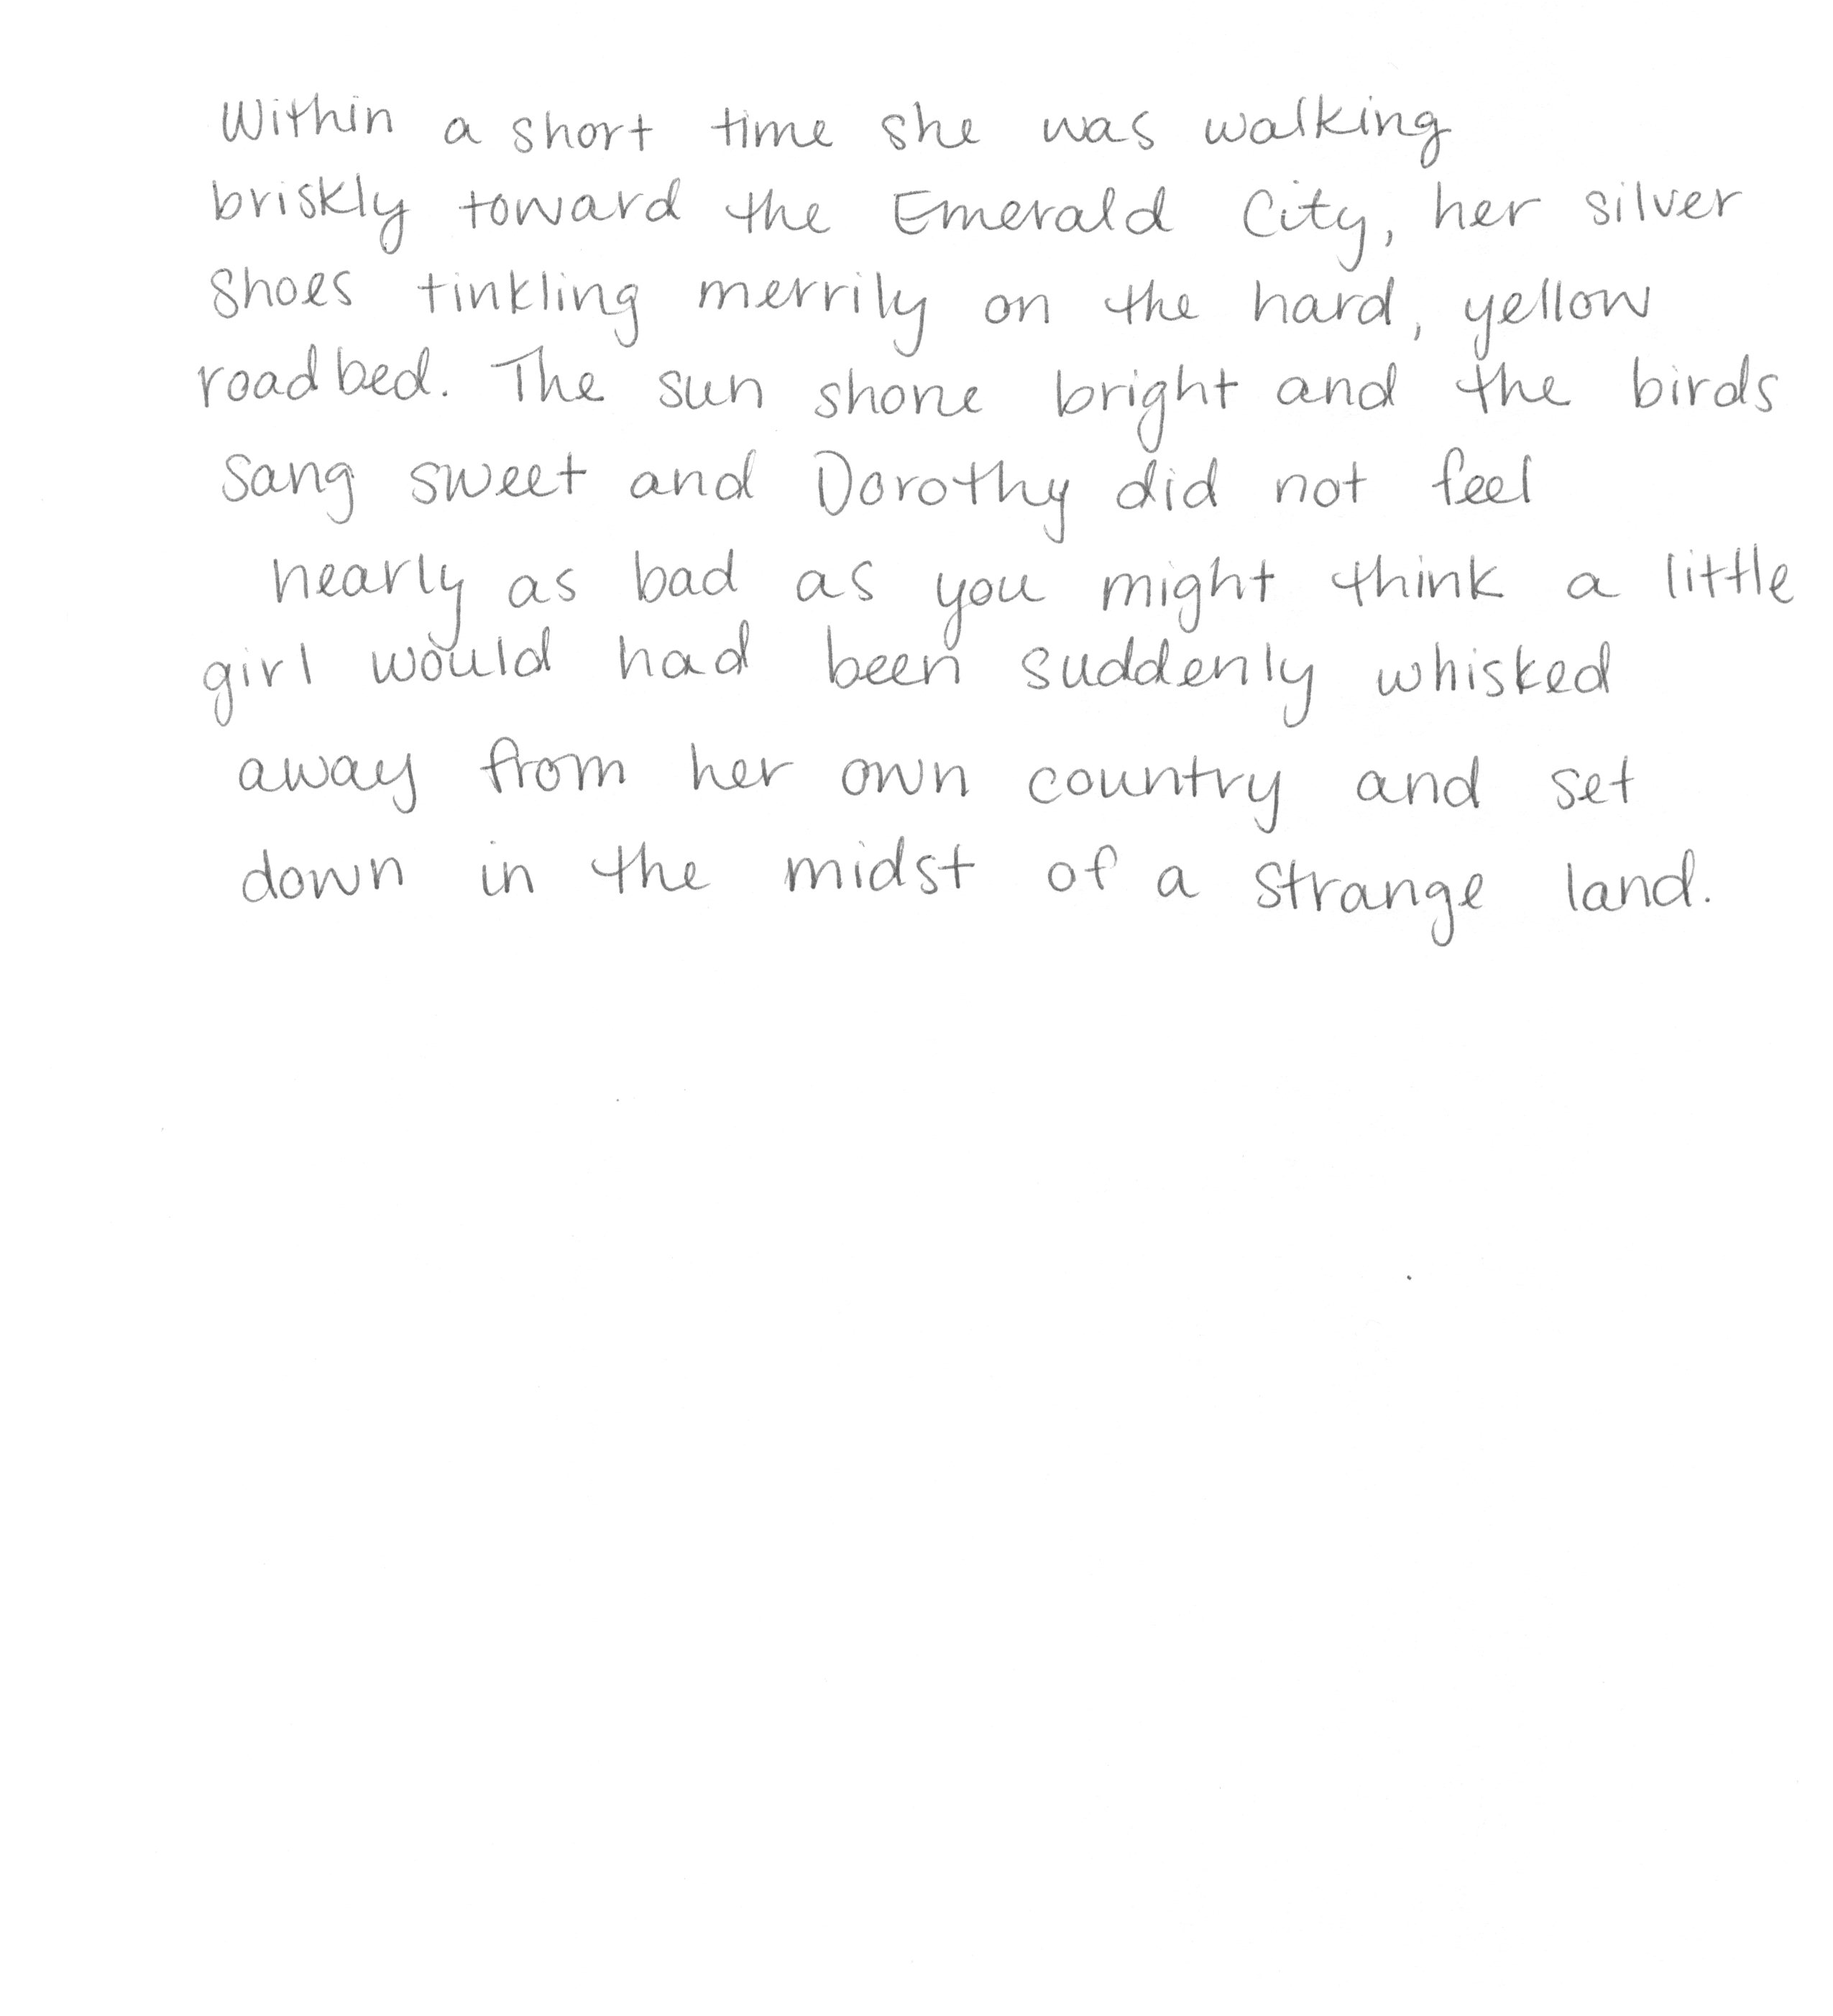 Within a short time she was walking
briskly toward the Emerald City, her silver
shoes tinkling merrily on the hard, yellow
roadbed. The sun shone bright and the birds
sang sweet and Dorothy did not feel
nearly as bad as you might think a little
girl would had been suddenly whisked
away from her own country and set
down in the midst of a strange land.